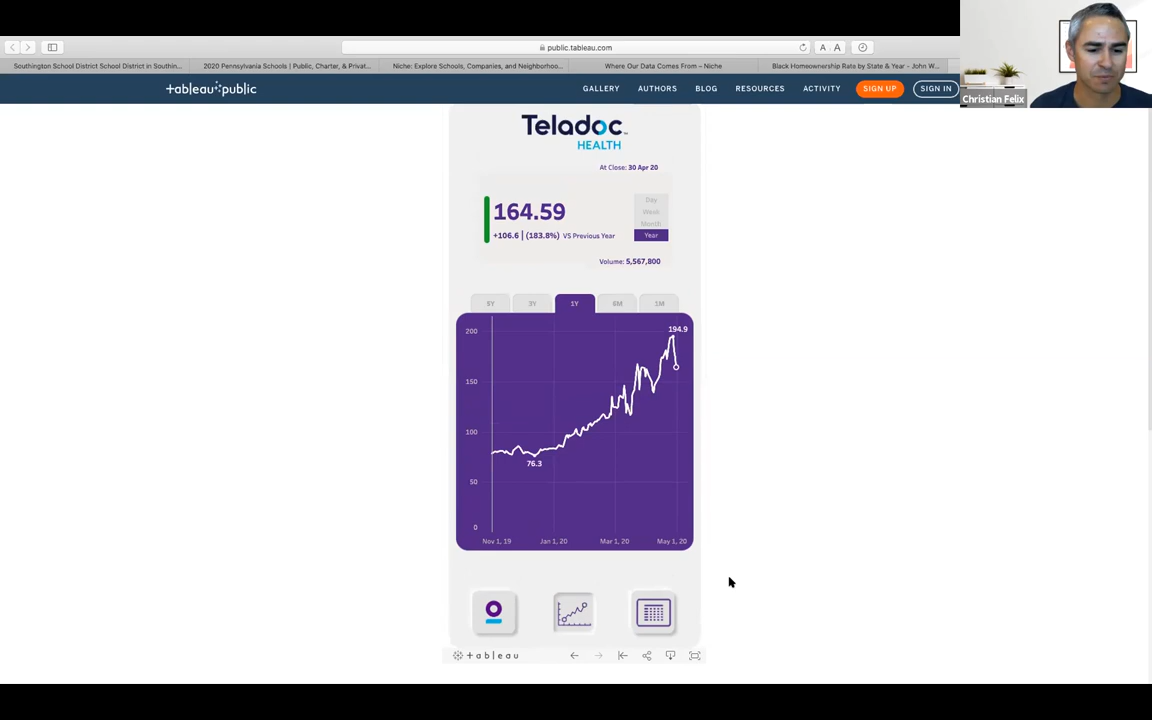 public.tableau.com
A A
Southington School District School District in Southin...
2020 Pennsylvania Schools | Public, Charter, & Privat...
Niche: Explore Schools, Companies, and Neighborhoo...
Where Our Data Comes From – Niche
Black Homeownership Rate by State & Year - John W...
+ableau public
GALLERY AUTHORS BLOG RESOURCES ACTIVITY SIGN UP SIGN IN
Christian Felix
Teladoc
HEALTH
At Close: 30 Apr 20
164.59
+106.6 | (183.8%) VS Previous Year
Day
Week
Month
Year
Volume: 5,567,800
5Y 3Y 1Y 6M 1M
200
194.9
150
100
76.3
50
0
Nov 1, 19 Jan 1, 20 Mar 1, 20 May 1, 20
+ableau